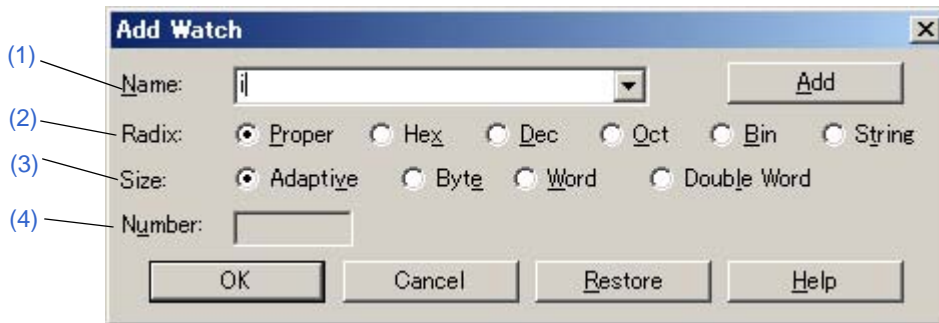 Add Watch
(1)
Name: i Add
(2)
Radix: Proper Hex Dec Oct Bin String
(3)
Size: Adaptive Byte Word Double Word
(4)
Number:
OK Cancel Restore Help